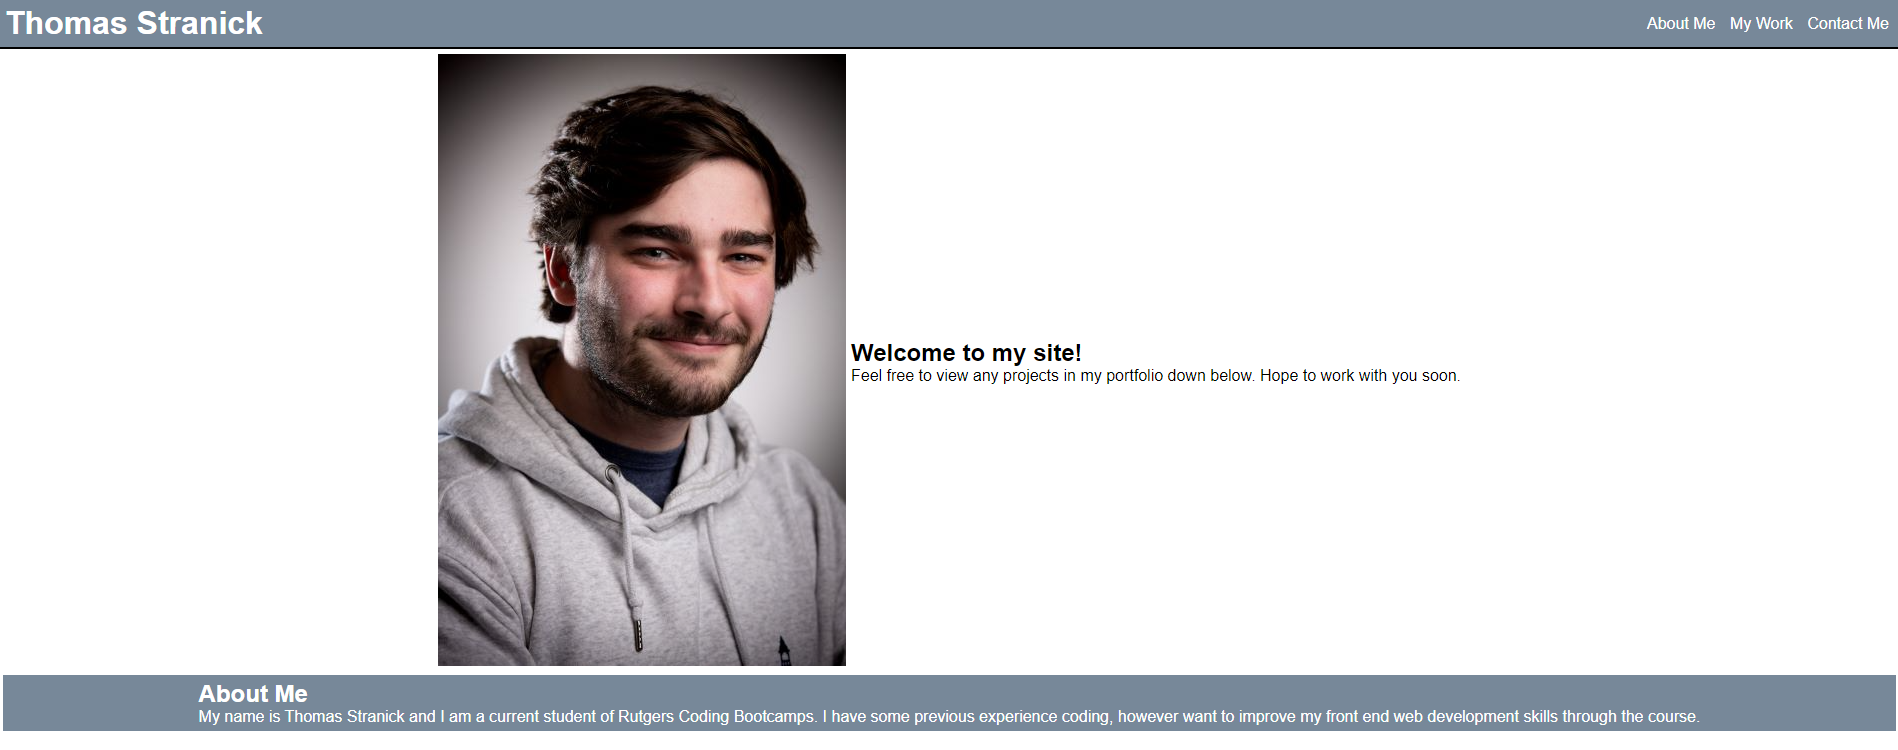 Thomas Stranick
About Me My Work Contact Me
Welcome to my site!
Feel free to view any projects in my portfolio down below. Hope to work with you soon.
About Me
My name is Thomas Stranick and I am a current student of Rutgers Coding Bootcamps. I have some previous experience coding, however want to improve my front end web development skills through the course.